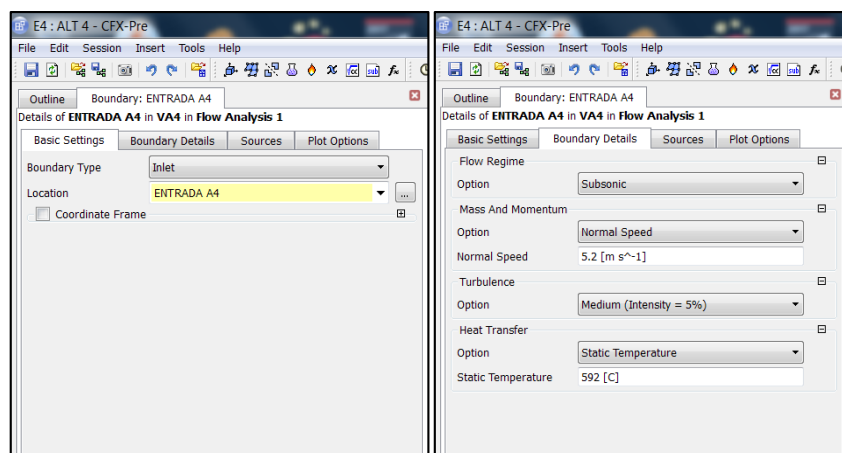 E4 : ALT 4 - CFX-Pre
File Edit Session Insert Tools Help
Outline Boundary: ENTRADA A4
Details of ENTRADA A4 in VA4 in Flow Analysis 1
Basic Settings Boundary Details Sources Plot Options
Boundary Type Inlet
Location ENTRADA A4 ...
Coordinate Frame
E4 : ALT 4 - CFX-Pre
File Edit Session Insert Tools Help
Outline Boundary: ENTRADA A4
Details of ENTRADA A4 in VA4 in Flow Analysis 1
Basic Settings Boundary Details Sources Plot Options
Flow Regime
Option Subsonic
Mass And Momentum
Option Normal Speed
Normal Speed 5.2 [m s^-1]
Turbulence
Option Medium (Intensity = 5%)
Heat Transfer
Option Static Temperature
Static Temperature 592 [C]